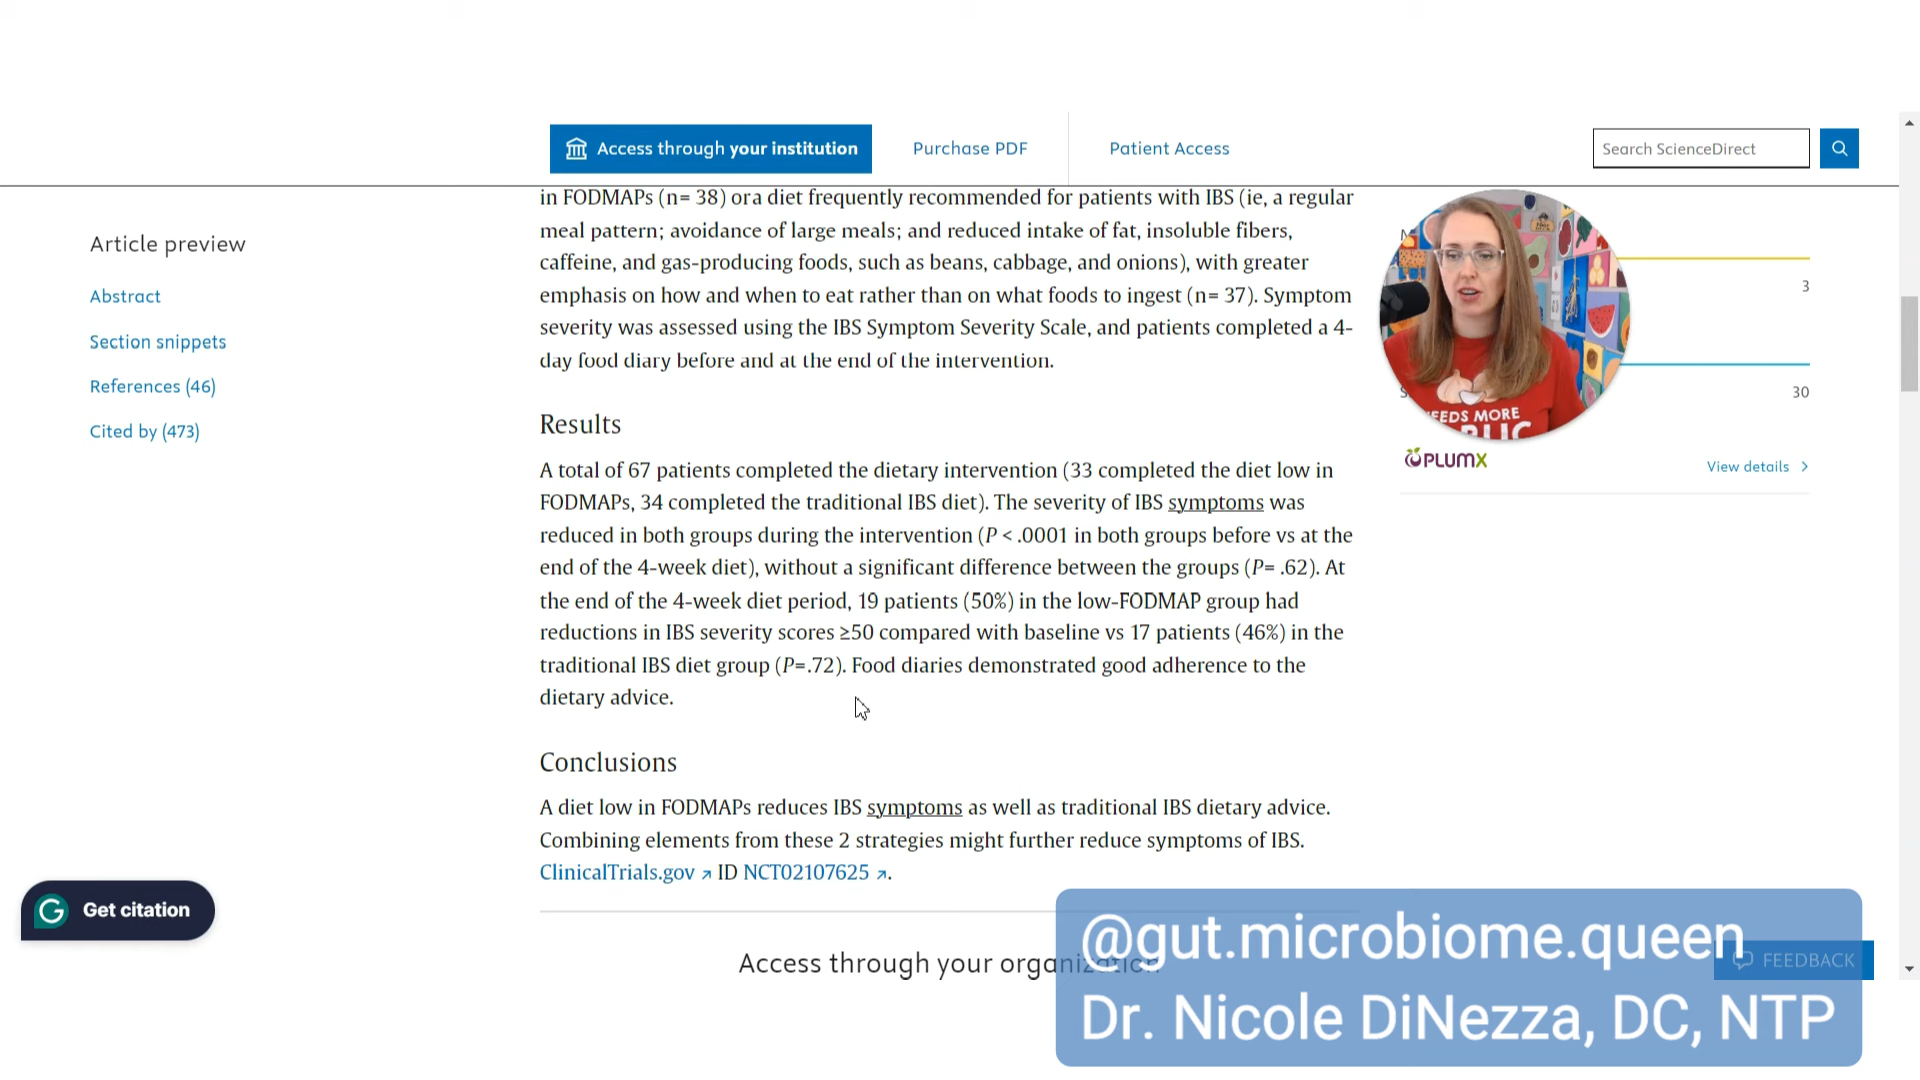 Access through your institution
Purchase PDF
Patient Access
Search ScienceDirect
Article preview
Abstract
Section snippets
References (46)
Cited by (473)
in FODMAPs (n= 38) ora diet frequently recommended for patients with IBS (ie, a regular
meal pattern; avoidance of large meals; and reduced intake of fat, insoluble fibers,
caffeine, and gas-producing foods, such as beans, cabbage, and onions), with greater
emphasis on how and when to eat rather than on what foods to ingest (n= 37). Symptom
severity was assessed using the IBS Symptom Severity Scale, and patients completed a 4-
day food diary before and at the end of the intervention.
Results
A total of 67 patients completed the dietary intervention (33 completed the diet low in
FODMAPs, 34 completed the traditional IBS diet). The severity of IBS symptoms was
reduced in both groups during the intervention (P < .0001 in both groups before vs at the
end of the 4-week diet), without a significant difference between the groups (P= .62). At
the end of the 4-week diet period, 19 patients (50%) in the low-FODMAP group had
reductions in IBS severity scores ≥50 compared with baseline vs 17 patients (46%) in the
traditional IBS diet group (P=.72). Food diaries demonstrated good adherence to the
dietary advice.
Conclusions
A diet low in FODMAPs reduces IBS symptoms as well as traditional IBS dietary advice.
Combining elements from these 2 strategies might further reduce symptoms of IBS.
ClinicalTrials.gov ↗ ID NCT02107625 ↗.
Access through your organization
3
30
EEDS MORE
PLUMX
View details
Get citation
FEEDBACK
@gut.microbiome.queen
Dr. Nicole DiNezza, DC, NTP